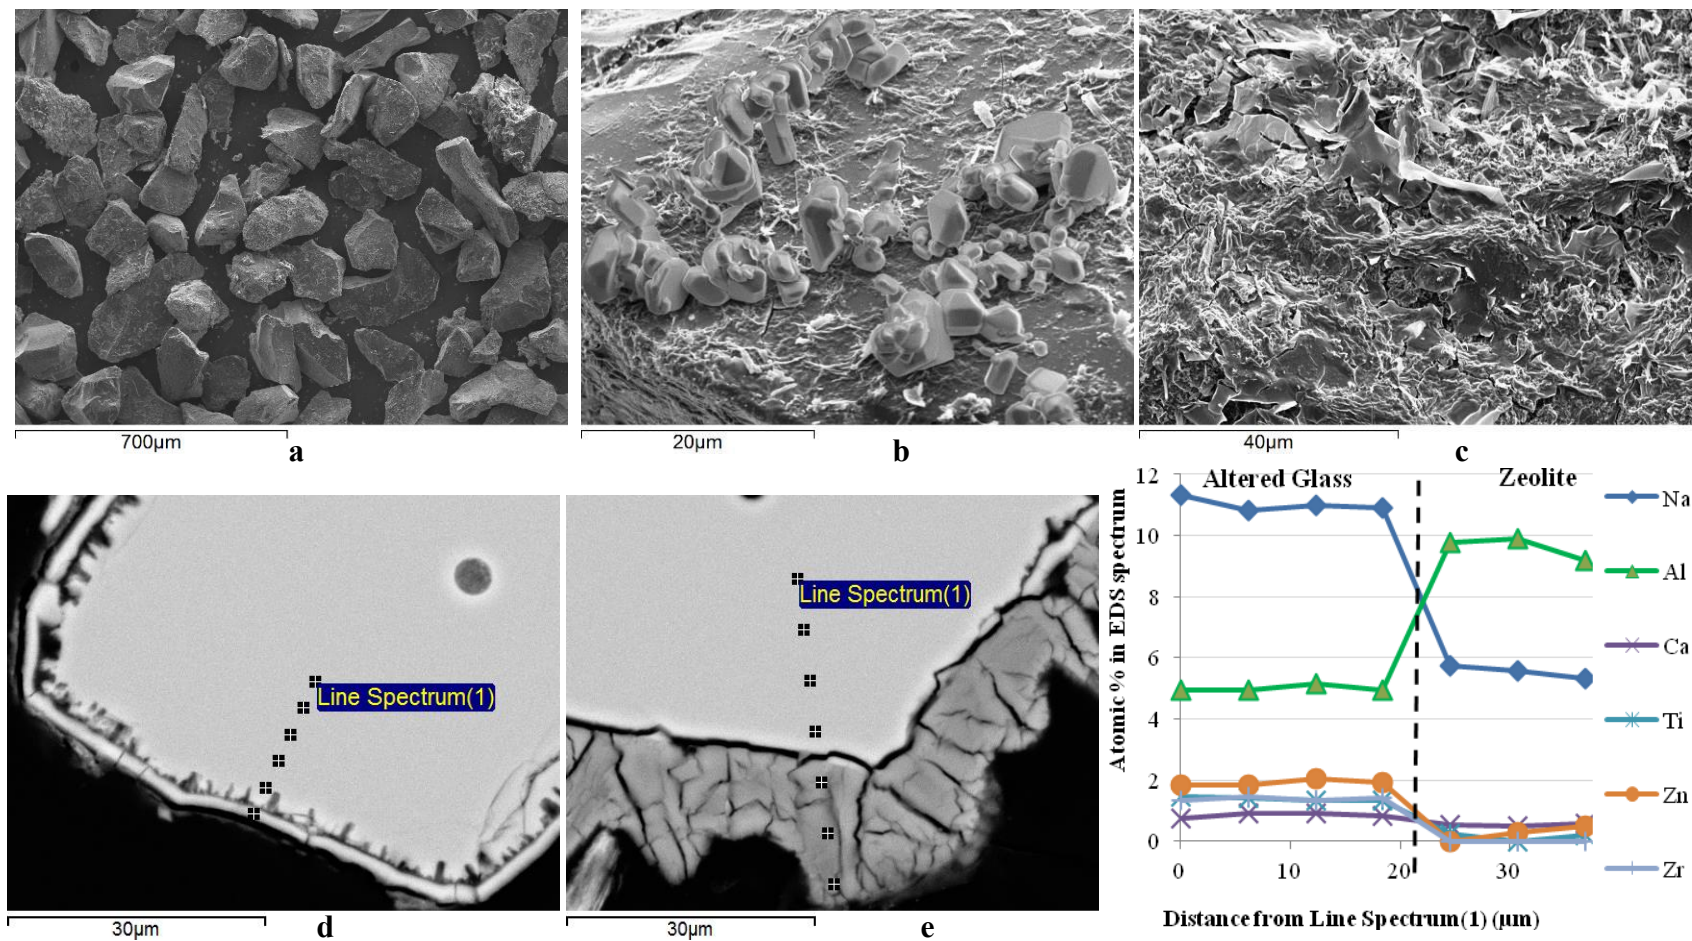 700µm
a
20µm
b
40µm
c
Line Spectrum(1)
30µm
d
Line Spectrum(1)
30µm
e
Altered Glass
Zeolite
Atomic % in EDS spectrum
12
10
8
6
4
2
0
0
10
20
30
Distance from Line Spectrum(1) (µm)
Na
Al
Ca
Ti
Zn
Zr